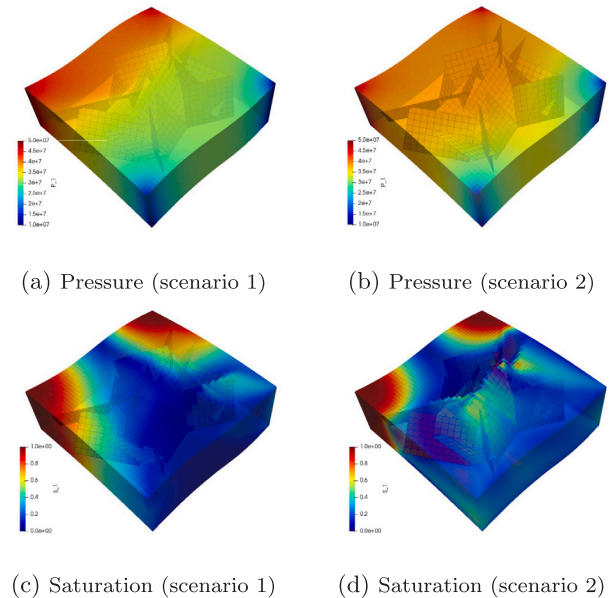 5.0e+07
4.5e+7
4e+7
3.5e+7
3e+7
2.5e+7
2e+7
1.5e+7
1.0e+07
P_1
5.0e+07
4.5e+7
4e+7
3.5e+7
3e+7
2.5e+7
2e+7
1.5e+7
1.0e+07
P_1
(a) Pressure (scenario 1)
(b) Pressure (scenario 2)
1.0e+00
0.8
0.6
0.4
0.2
0.0e+00
S_1
1.0e+00
0.8
0.6
0.4
0.2
0.0e+00
S_1
(c) Saturation (scenario 1)
(d) Saturation (scenario 2)